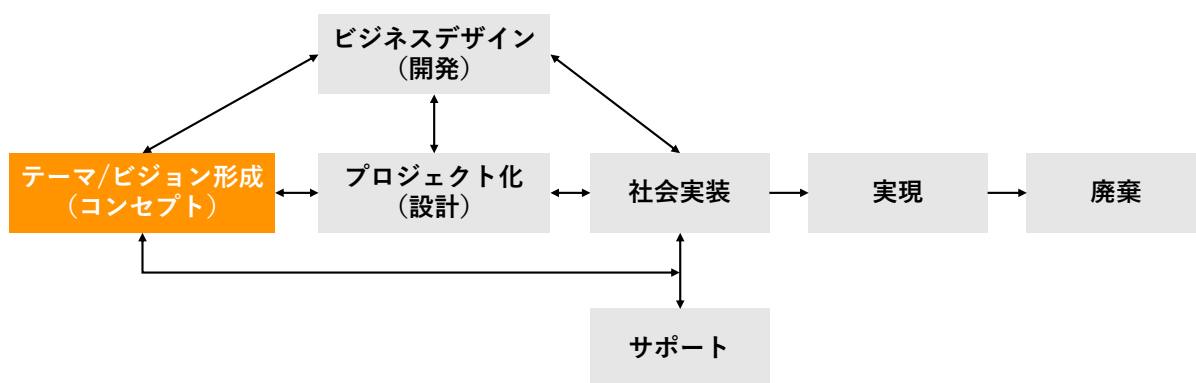 ビジネスデザイン
（開発）
テーマ/ビジョン形成
（コンセプト）
プロジェクト化
（設計）
社会実装
実現
廃棄
サポート